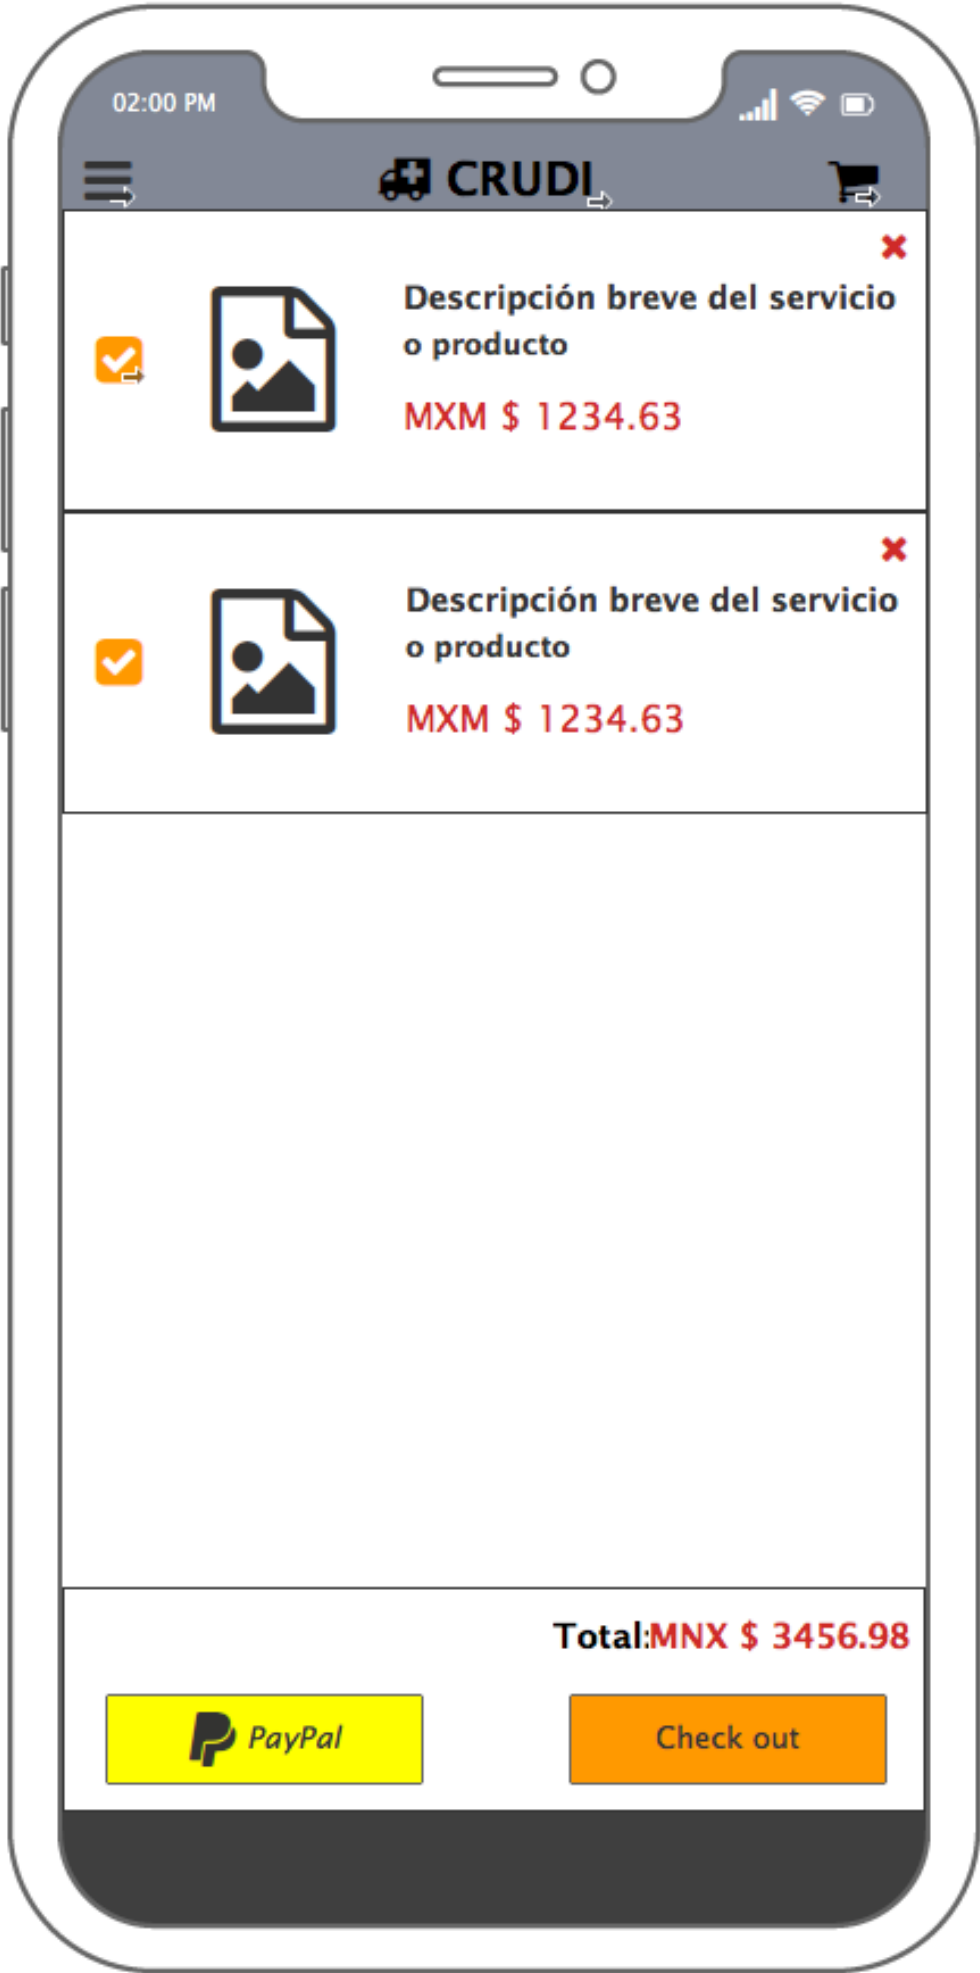 02:00 PM
CRUDI
Descripción breve del servicio
o producto
MXM $ 1234.63
Descripción breve del servicio
o producto
MXM $ 1234.63
Total:MNX $ 3456.98
PayPal
Check out